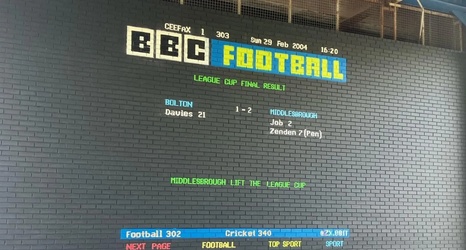 CEEFAX 1 303 Sun 29 Feb 2004 16:20
BBC FOOTBALL
LEAGUE CUP FINAL RESULT
BOLTON 1-2 MIDDLESBROUGH
Davies 21 Job 2
Zenden 7(Pen)
MIDDLESBROUGH LIFT THE LEAGUE CUP
Football 302 Cricket 340
NEXT PAGE FOOTBALL TOP SPORT SPORT